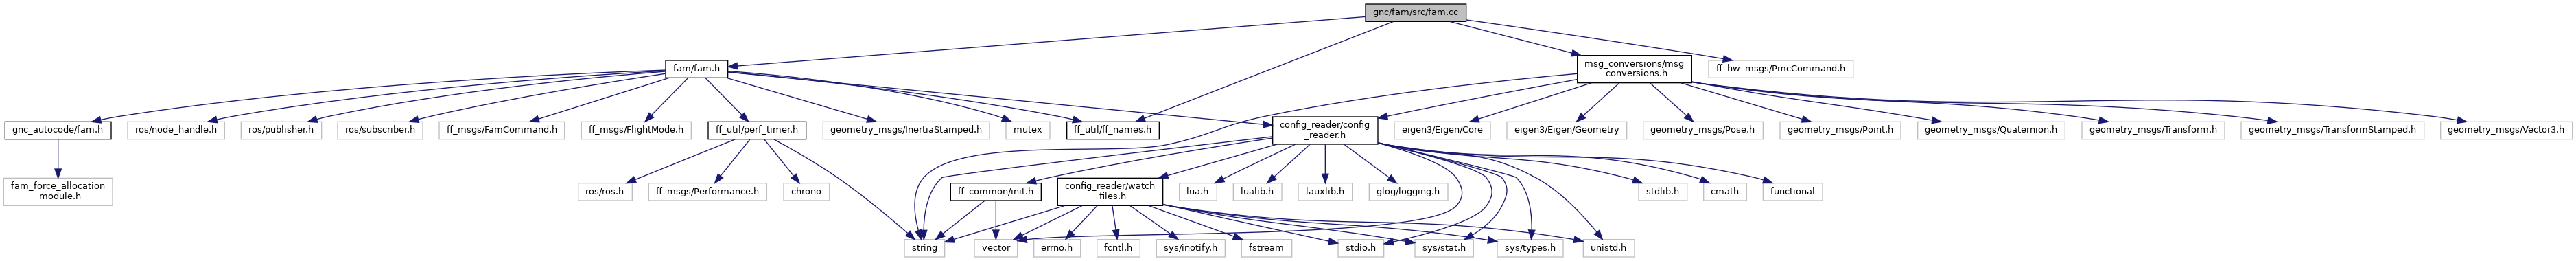 gnc/fam/src/fam.cc
fam/fam.h
msg_conversions/msg
_conversions.h
ff_hw_msgs/PmcCommand.h
gnc_autocode/fam.h
ros/node_handle.h
ros/publisher.h
ros/subscriber.h
ff_msgs/FamCommand.h
ff_msgs/FlightMode.h
ff_util/perf_timer.h
geometry_msgs/InertiaStamped.h
mutex
ff_util/ff_names.h
config_reader/config
_reader.h
eigen3/Eigen/Core
eigen3/Eigen/Geometry
geometry_msgs/Pose.h
geometry_msgs/Point.h
geometry_msgs/Quaternion.h
geometry_msgs/Transform.h
geometry_msgs/TransformStamped.h
geometry_msgs/Vector3.h
fam_force_allocation
_module.h
ros/ros.h
ff_msgs/Performance.h
chrono
ff_common/init.h
config_reader/watch
_files.h
lua.h
lualib.h
lauxlib.h
glog/logging.h
stdlib.h
cmath
functional
string
vector
errno.h
fcntl.h
sys/inotify.h
fstream
stdio.h
sys/stat.h
sys/types.h
unistd.h